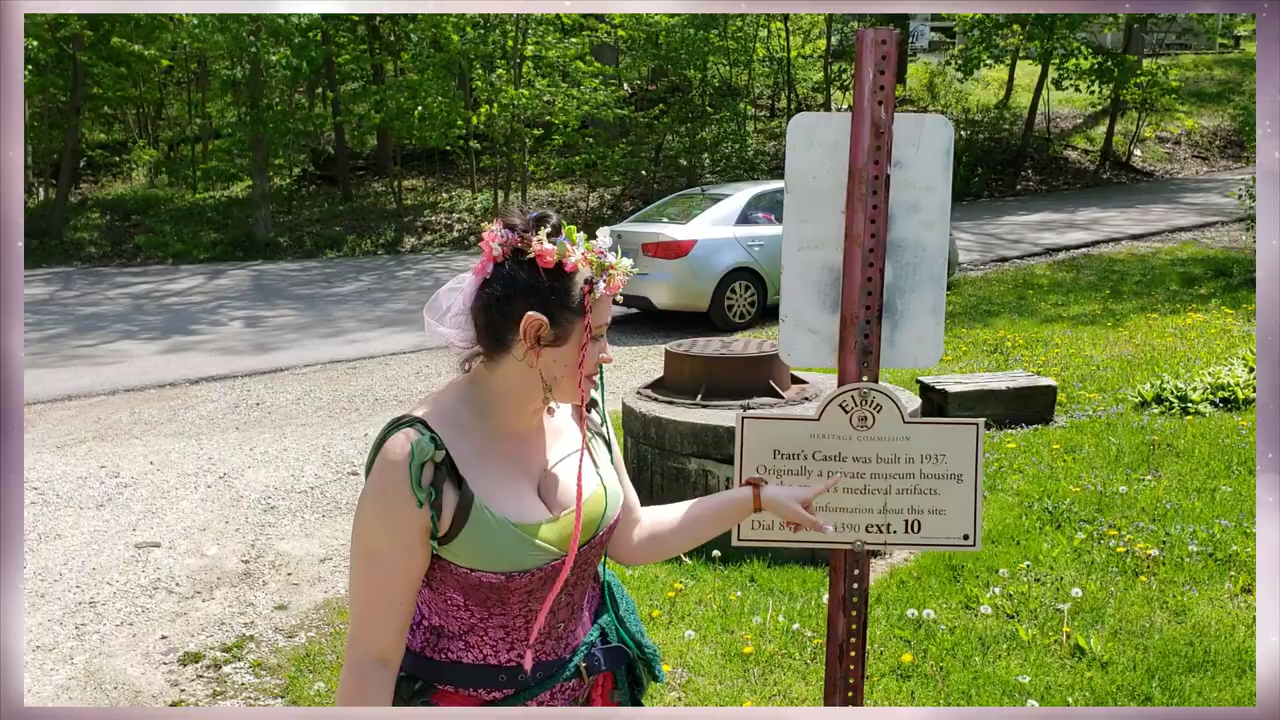 Elgin
HERITAGE COMMISSION
Pratt's Castle was built in 1937.
Originally a private museum housing
medieval artifacts.
information about this site:
Dial 4390 ext. 10